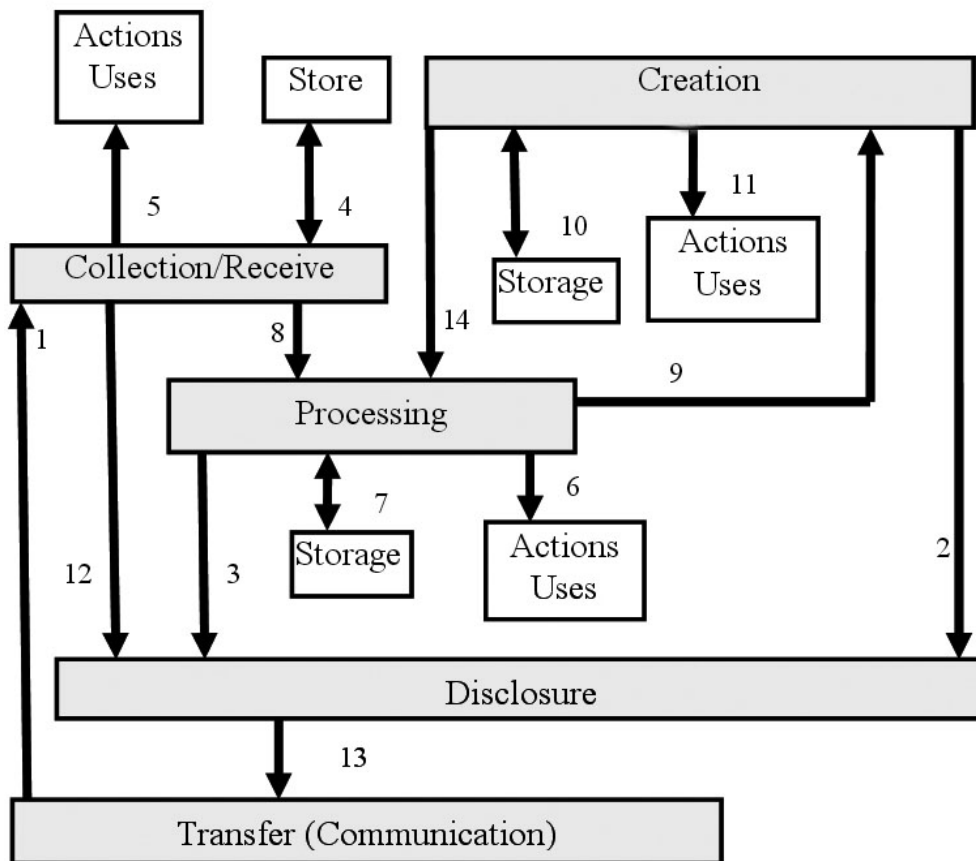 Actions
Uses
Store
Creation
5
4
10
11
Actions
Uses
Collection/Receive
Storage
1
8
14
9
Processing
7
6
Storage
Actions
Uses
12
3
2
Disclosure
13
Transfer (Communication)